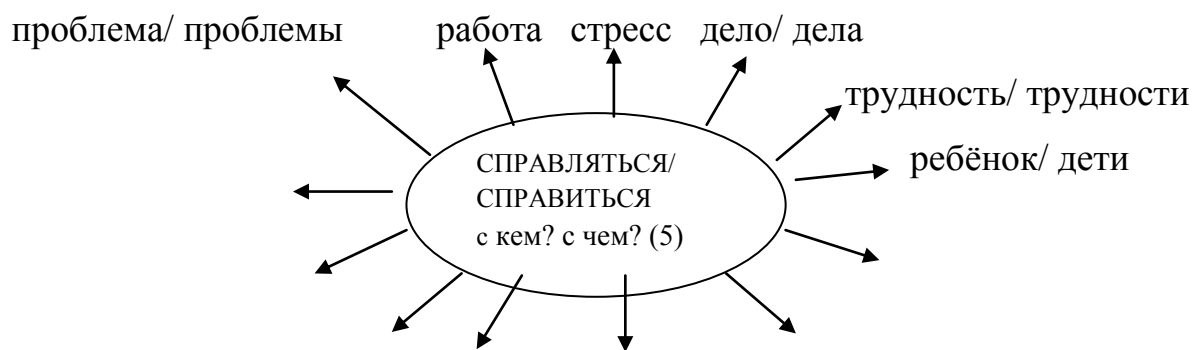 проблема/ проблемы
работа
стресс
дело/ дела
трудность/ трудности
ребёнок/ дети
СПРАВЛЯТЬСЯ/
СПРАВИТЬСЯ
с кем? с чем? (5)